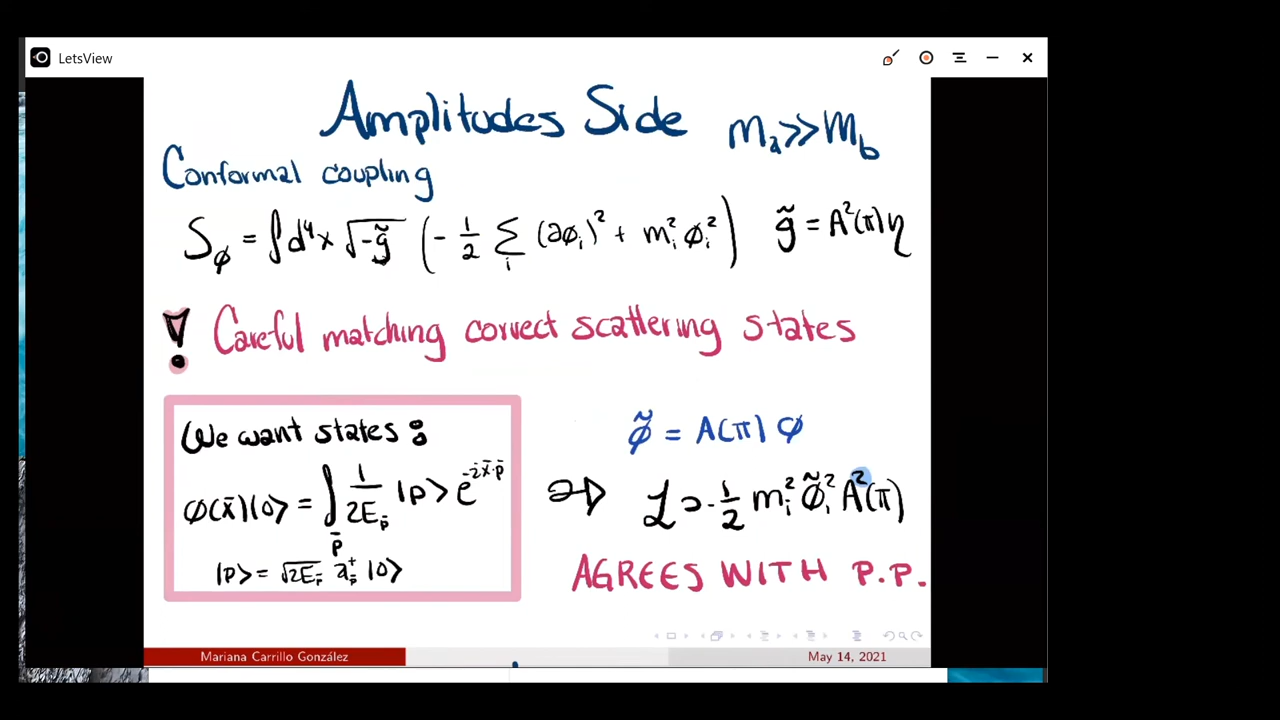 LetsView
Amplitudes Side m_a >> m_b
Conformal coupling
S_φ = ∫ d⁴x √-g̃ ( - 1/2 Σ_i (∂φ_i)² + m_i² φ_i² ) g̃ = A²(π)η
! Careful matching correct scattering states
We want states :
φ(x̄)|0> = ∫_p̄ 1/2E_p̄ |p> e^{-i x̄·p̄}
|p> = √2E_p̄ a_p̄^† |0>
φ̃ = A(π) φ
⇒ L ⊃ - 1/2 m_i² φ̃_i² A²(π)
AGREES WITH P.P.
Mariana Carrillo González
May 14, 2021